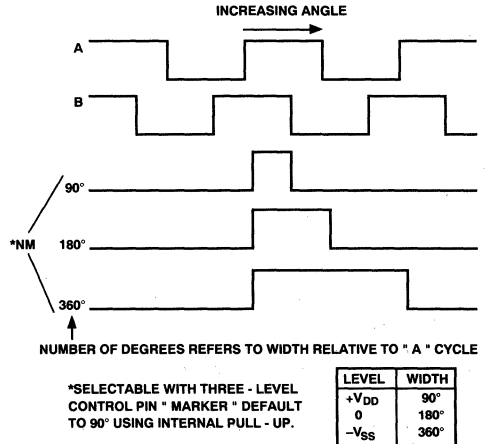 INCREASING ANGLE
A
B
90°
*NM 180°
360°
NUMBER OF DEGREES REFERS TO WIDTH RELATIVE TO " A " CYCLE
*SELECTABLE WITH THREE - LEVEL
CONTROL PIN " MARKER " DEFAULT
TO 90° USING INTERNAL PULL - UP.
LEVEL WIDTH
+VDD 90°
0 180°
–VSS 360°